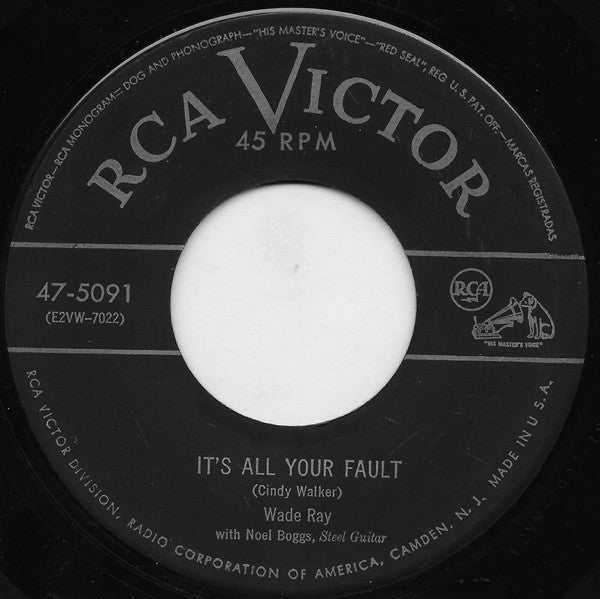 RCA VICTOR—RCA MONOGRAM=DOG AND PHONOGRAPH—"HIS MASTER'S VOICE"—"RED SEAL", REG U.S. PAT. OFF.—MARCAS REGISTRADAS
RCA VICTOR
45 RPM
47-5091
(E2VW-7022)
RCA
"HIS MASTER'S VOICE"
IT'S ALL YOUR FAULT
(Cindy Walker)
Wade Ray
with Noel Boggs, Steel Guitar
RCA VICTOR DIVISION, RADIO CORPORATION OF AMERICA, CAMDEN, N. J. MADE IN U.S.A.